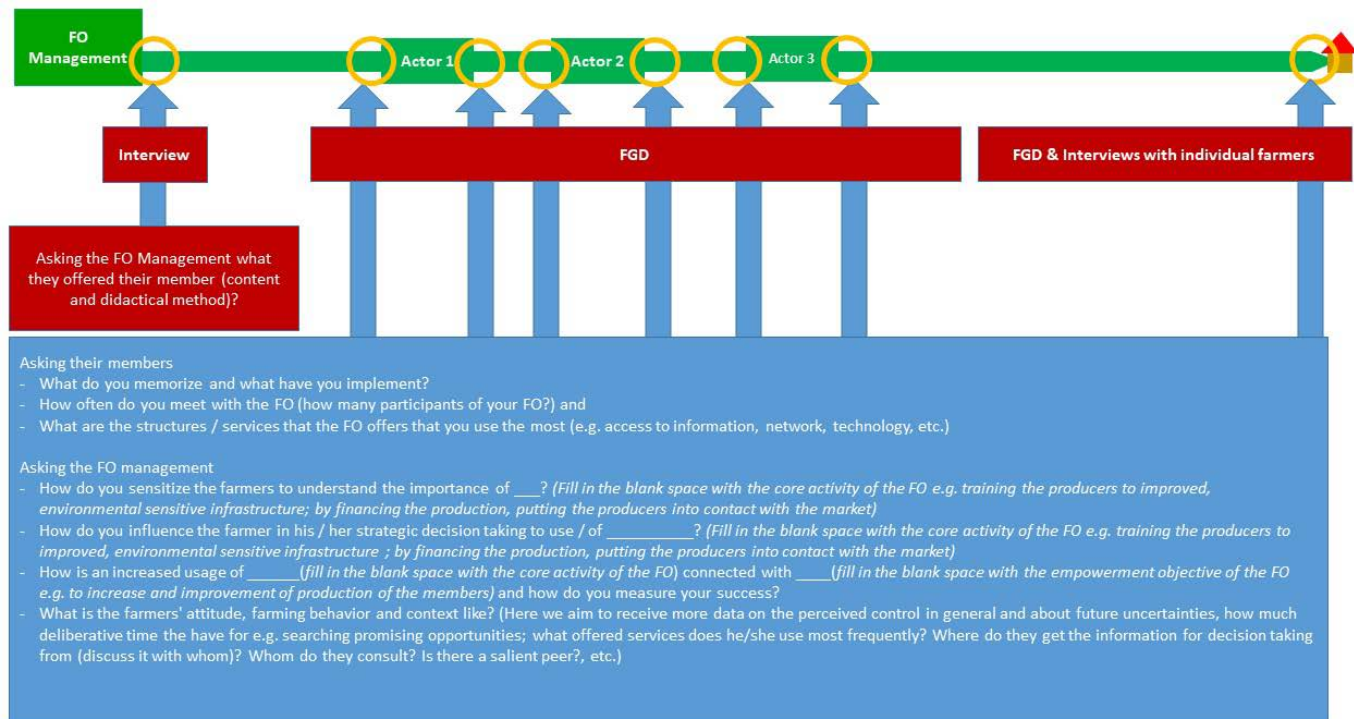 FO
Management
Actor 1
Actor 2
Actor 3
Interview
FGD
FGD & Interviews with individual farmers
Asking the FO Management what
they offered their member (content
and didactical method)?
Asking their members
- What do you memorize and what have you implement?
- How often do you meet with the FO (how many participants of your FO?) and
- What are the structures / services that the FO offers that you use the most (e.g. access to information, network, technology, etc.)
Asking the FO management
- How do you sensitize the farmers to understand the importance of ___? (Fill in the blank space with the core activity of the FO e.g. training the producers to improved,
environmental sensitive infrastructure; by financing the production, putting the producers into contact with the market)
- How do you influence the farmer in his / her strategic decision taking to use / of __________? (Fill in the blank space with the core activity of the FO e.g. training the producers to
improved, environmental sensitive infrastructure ; by financing the production, putting the producers into contact with the market)
- How is an increased usage of ______(fill in the blank space with the core activity of the FO) connected with ____(fill in the blank space with the empowerment objective of the FO
e.g. to increase and improvement of production of the members) and how do you measure your success?
- What is the farmers' attitude, farming behavior and context like? (Here we aim to receive more data on the perceived control in general and about future uncertainties, how much
deliberative time the have for e.g. searching promising opportunities; what offered services does he/she use most frequently? Where do they get the information for decision taking
from (discuss it with whom)? Whom do they consult? Is there a salient peer?, etc.)